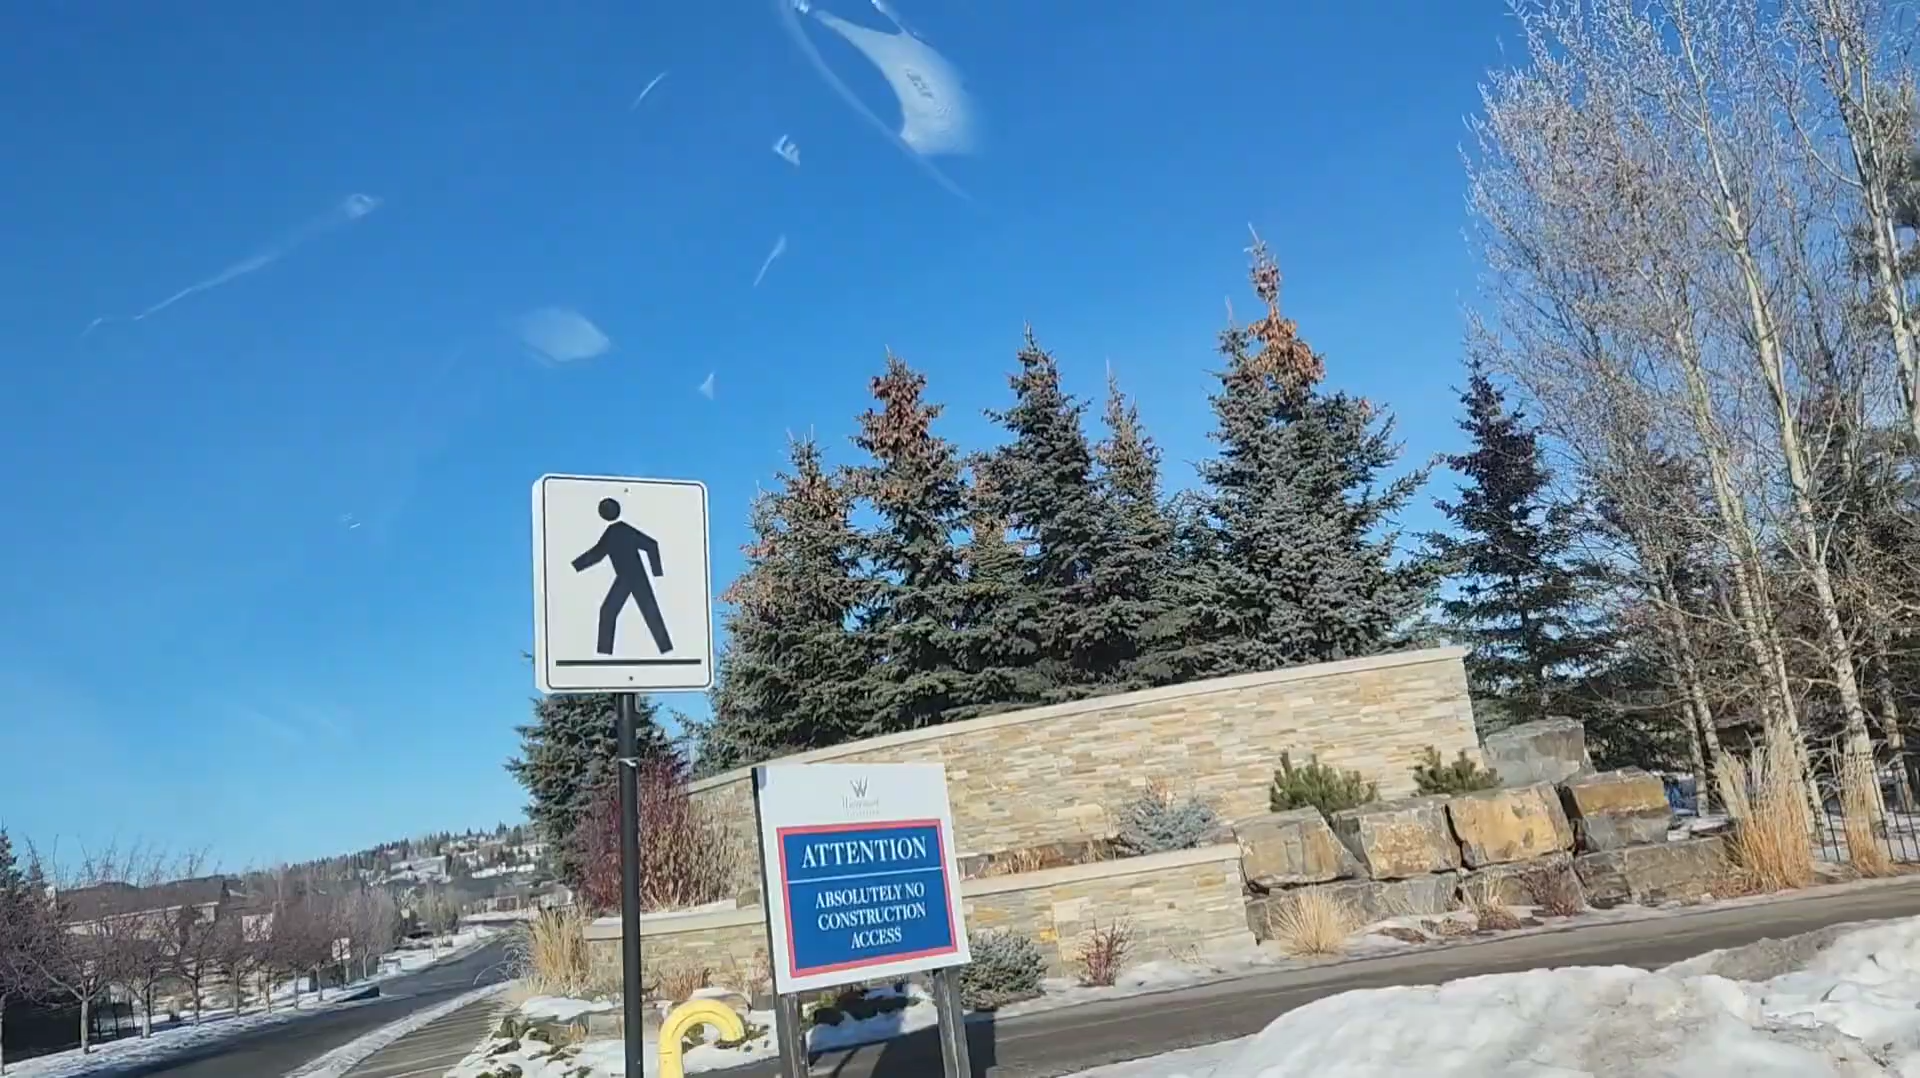 W
ATTENTION
ABSOLUTELY NO
CONSTRUCTION
ACCESS